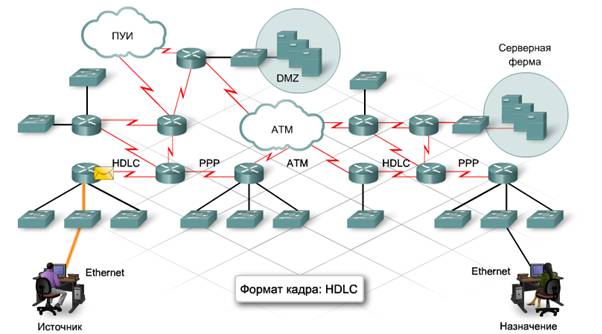 ПУИ
DMZ
Серверная
ферма
ATM
HDLC
PPP
ATM
HDLC
PPP
Ethernet
Ethernet
Формат кадра: HDLC
Источник
Назначение